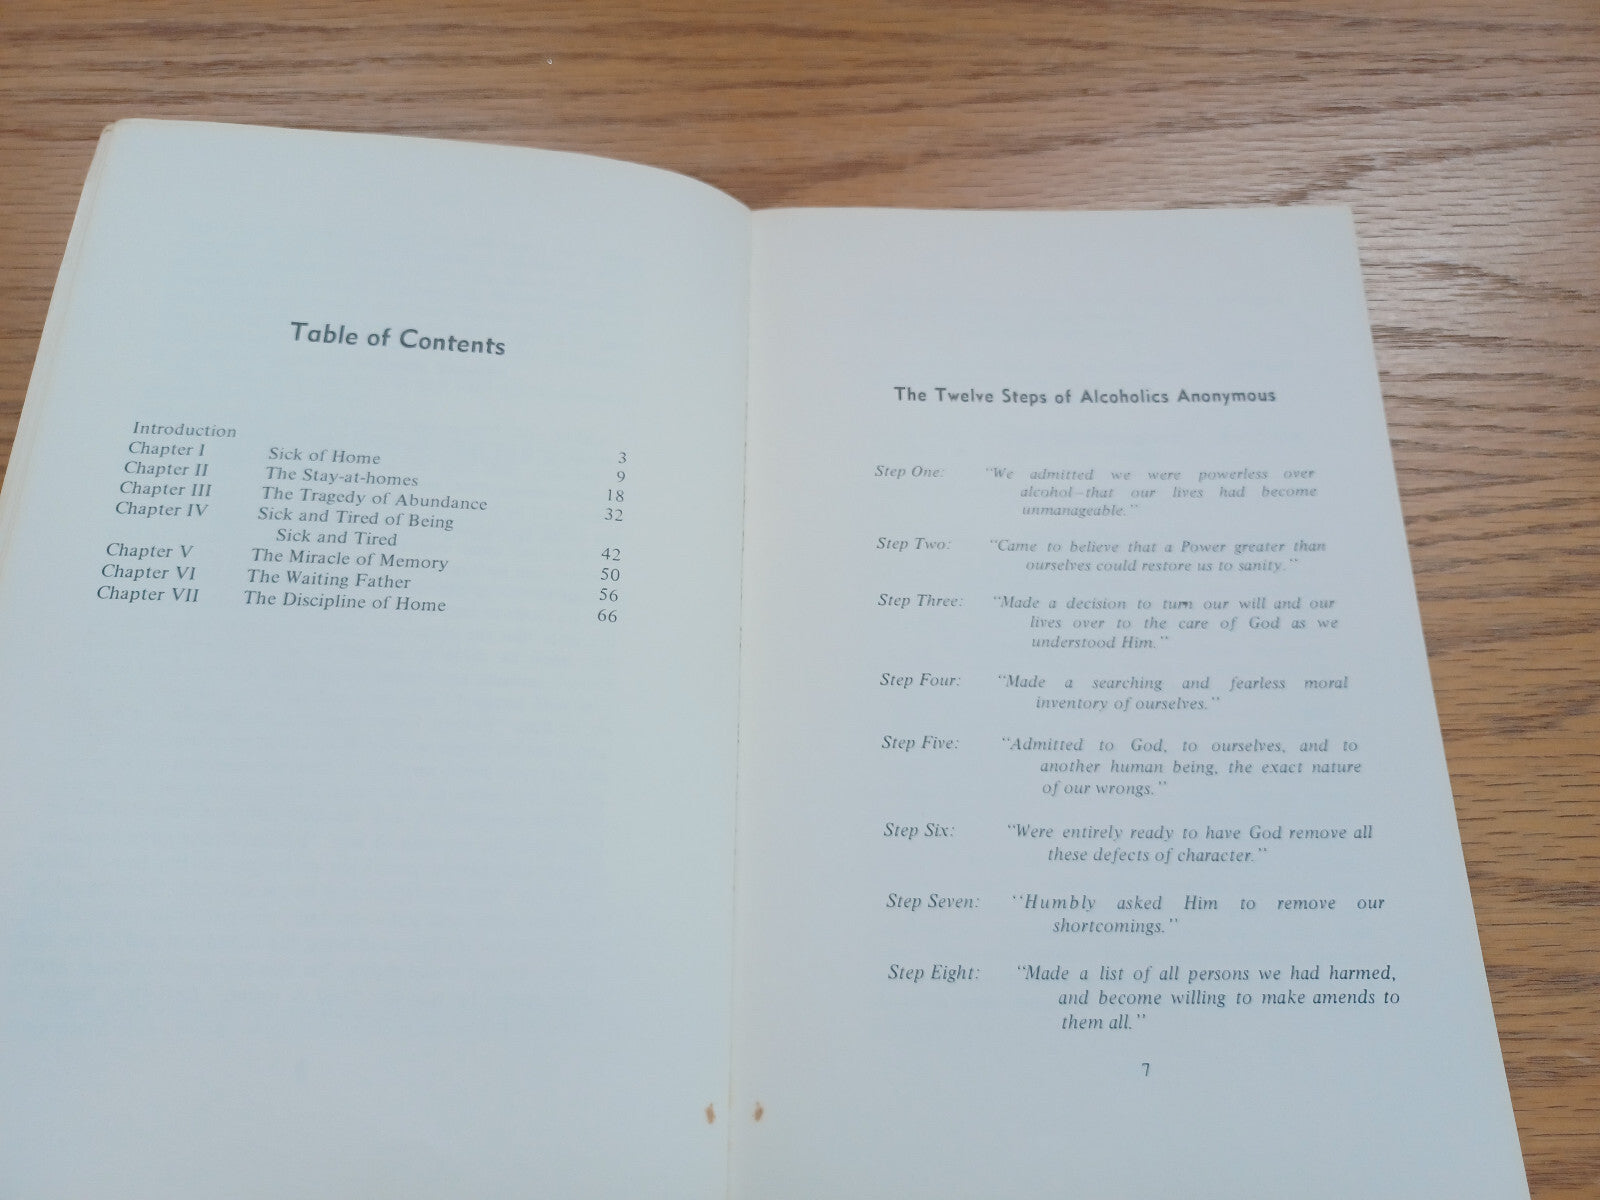 Table of Contents
Introduction 3
Chapter I Sick of Home 9
Chapter II The Stay-at-homes 18
Chapter III The Tragedy of Abundance 32
Chapter IV Sick and Tired of Being
Sick and Tired 42
Chapter V The Miracle of Memory 50
Chapter VI The Waiting Father 56
Chapter VII The Discipline of Home 66
The Twelve Steps of Alcoholics Anonymous
Step One: "We admitted we were powerless over
alcohol—that our lives had become
unmanageable."
Step Two: "Came to believe that a Power greater than
ourselves could restore us to sanity."
Step Three: "Made a decision to turn our will and our
lives over to the care of God as we
understood Him."
Step Four: "Made a searching and fearless moral
inventory of ourselves."
Step Five: "Admitted to God, to ourselves, and to
another human being, the exact nature
of our wrongs."
Step Six: "Were entirely ready to have God remove all
these defects of character."
Step Seven: "Humbly asked Him to remove our
shortcomings."
Step Eight: "Made a list of all persons we had harmed,
and become willing to make amends to
them all."
7